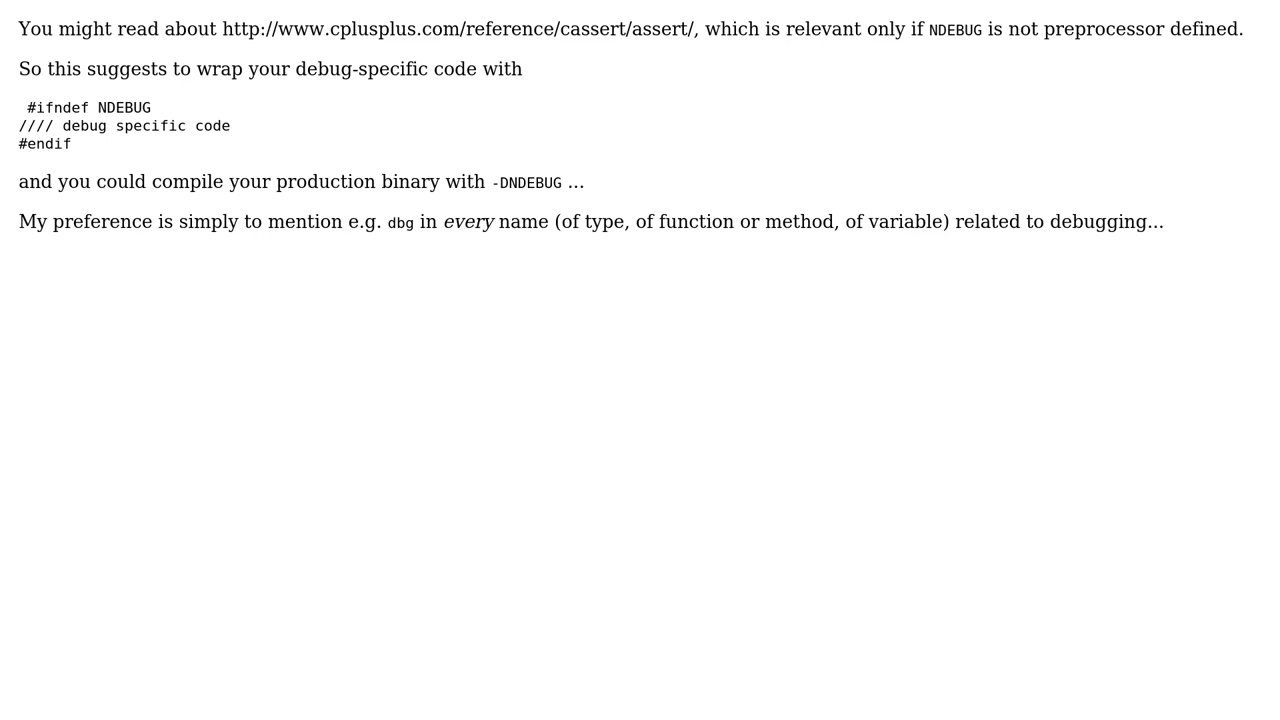 You might read about http://www.cplusplus.com/reference/cassert/assert/, which is relevant only if NDEBUG is not preprocessor defined.
So this suggests to wrap your debug-specific code with
#ifndef NDEBUG
//// debug specific code
#endif
and you could compile your production binary with -DNDEBUG ...
My preference is simply to mention e.g. dbg in every name (of type, of function or method, of variable) related to debugging...